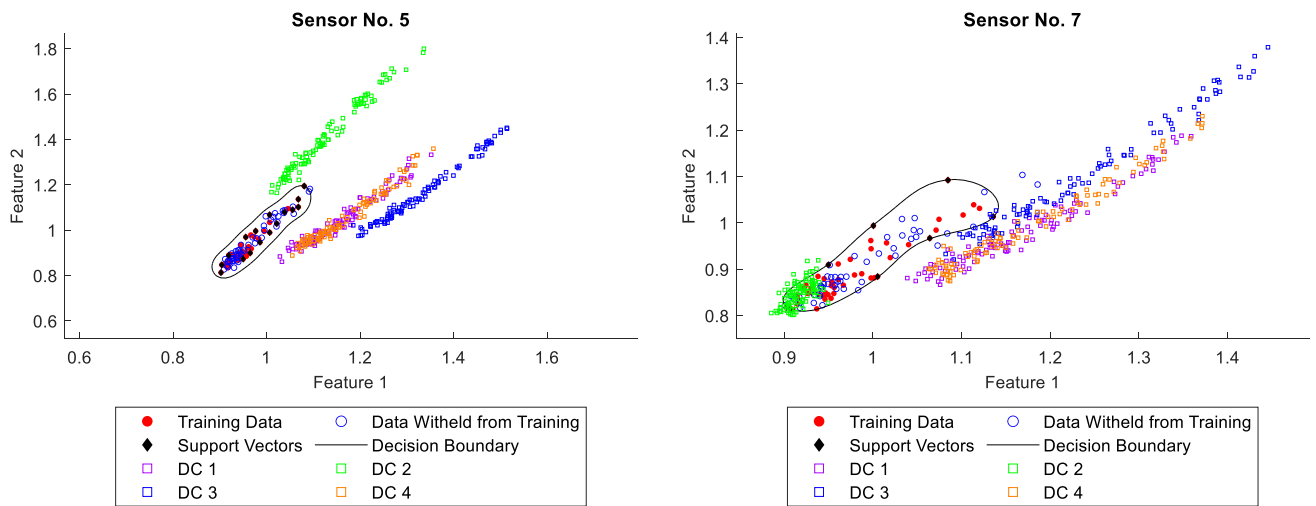 Sensor No. 5
1.8
1.6
1.4
1.2
1
0.8
0.6
Feature 2
0.6
0.8
1
1.2
1.4
1.6
Feature 1
Training Data
Data Witheld from Training
Support Vectors
Decision Boundary
DC 1
DC 2
DC 3
DC 4
Sensor No. 7
1.4
1.3
1.2
1.1
1
0.9
0.8
Feature 2
0.9
1
1.1
1.2
1.3
1.4
Feature 1
Training Data
Data Witheld from Training
Support Vectors
Decision Boundary
DC 1
DC 2
DC 3
DC 4